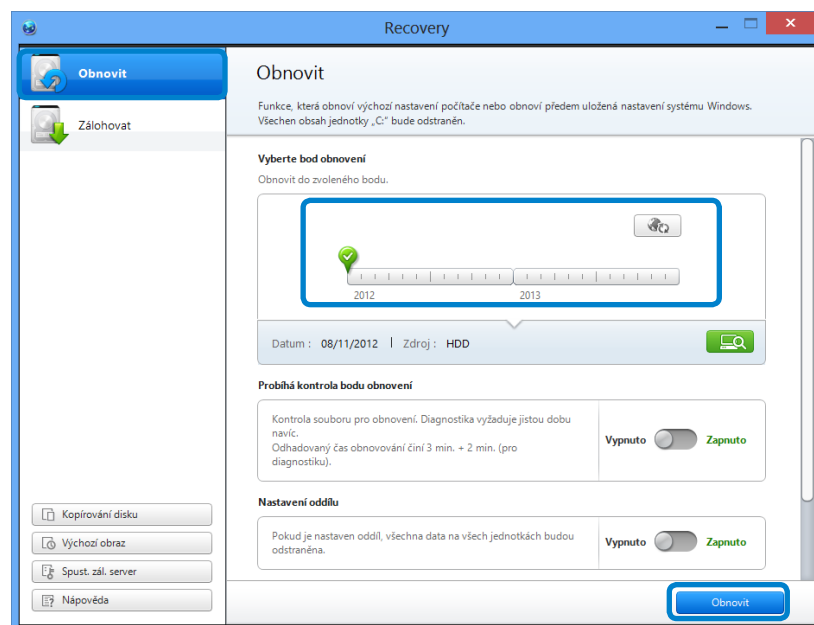 Recovery
Obnovit
Zálohovat
Kopírování disku
Výchozí obraz
Spust. zál. server
Nápověda
Obnovit
Funkce, která obnoví výchozí nastavení počítače nebo obnoví předem uložená nastavení systému Windows.
Všechen obsah jednotky „C:“ bude odstraněn.
Vyberte bod obnovení
Obnovit do zvoleného bodu.
2012 2013
Datum : 08/11/2012 | Zdroj : HDD
Probíhá kontrola bodu obnovení
Kontrola souboru pro obnovení. Diagnostika vyžaduje jistou dobu
navíc.
Odhadovaný čas obnovování činí 3 min. + 2 min. (pro
diagnostiku).
Vypnuto Zapnuto
Nastavení oddílu
Pokud je nastaven oddíl, všechna data na všech jednotkách budou
odstraněna.
Vypnuto Zapnuto
Obnovit